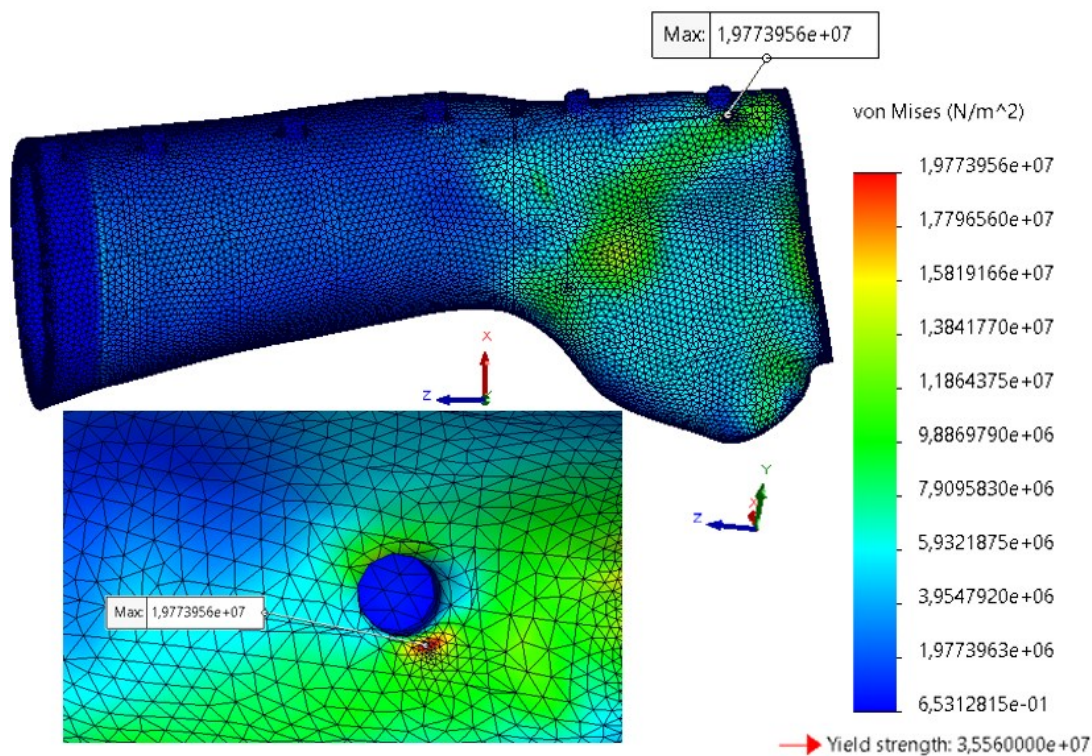 Max: 1,9773956e+07
von Mises (N/m^2)
1,9773956e+07
1,7796560e+07
1,5819166e+07
1,3841770e+07
1,1864375e+07
9,8869790e+06
7,9095830e+06
5,9321875e+06
3,9547920e+06
1,9773963e+06
6,5312815e-01
Yield strength: 3,5560000e+07
X
Z
Y
X
Z
Max: 1,9773956e+07